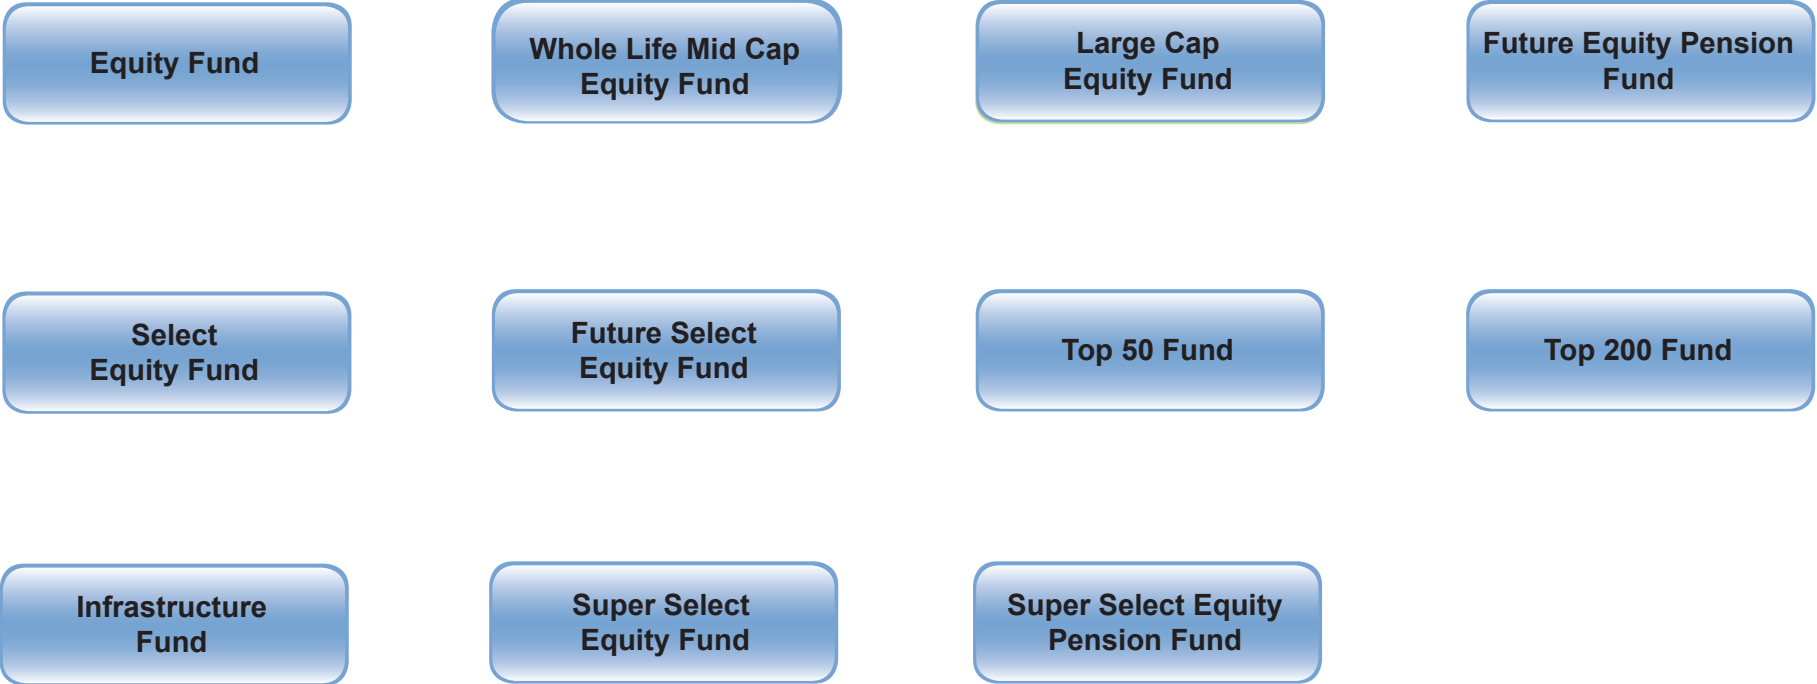 Equity Fund
Whole Life Mid Cap
Equity Fund
Large Cap
Equity Fund
Future Equity Pension
Fund
Select
Equity Fund
Future Select
Equity Fund
Top 50 Fund
Top 200 Fund
Infrastructure
Fund
Super Select
Equity Fund
Super Select Equity
Pension Fund